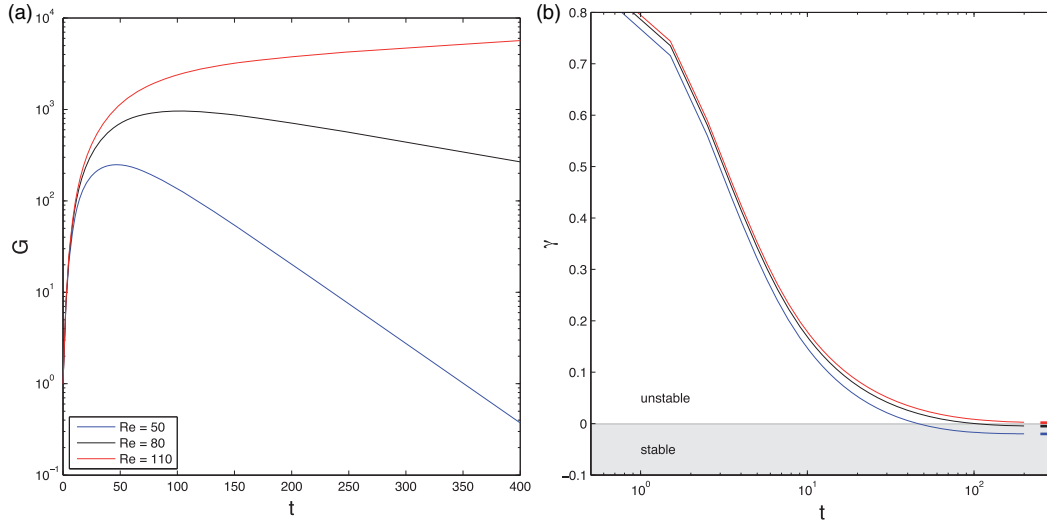 (a)
G
10^4
10^3
10^2
10^1
10^0
10^−1
Re = 50
Re = 80
Re = 110
0 50 100 150 200 250 300 350 400
t
(b)
γ
0.8
0.7
0.6
0.5
0.4
0.3
0.2
0.1
0
−0.1
unstable
stable
10^0 10^1 10^2
t